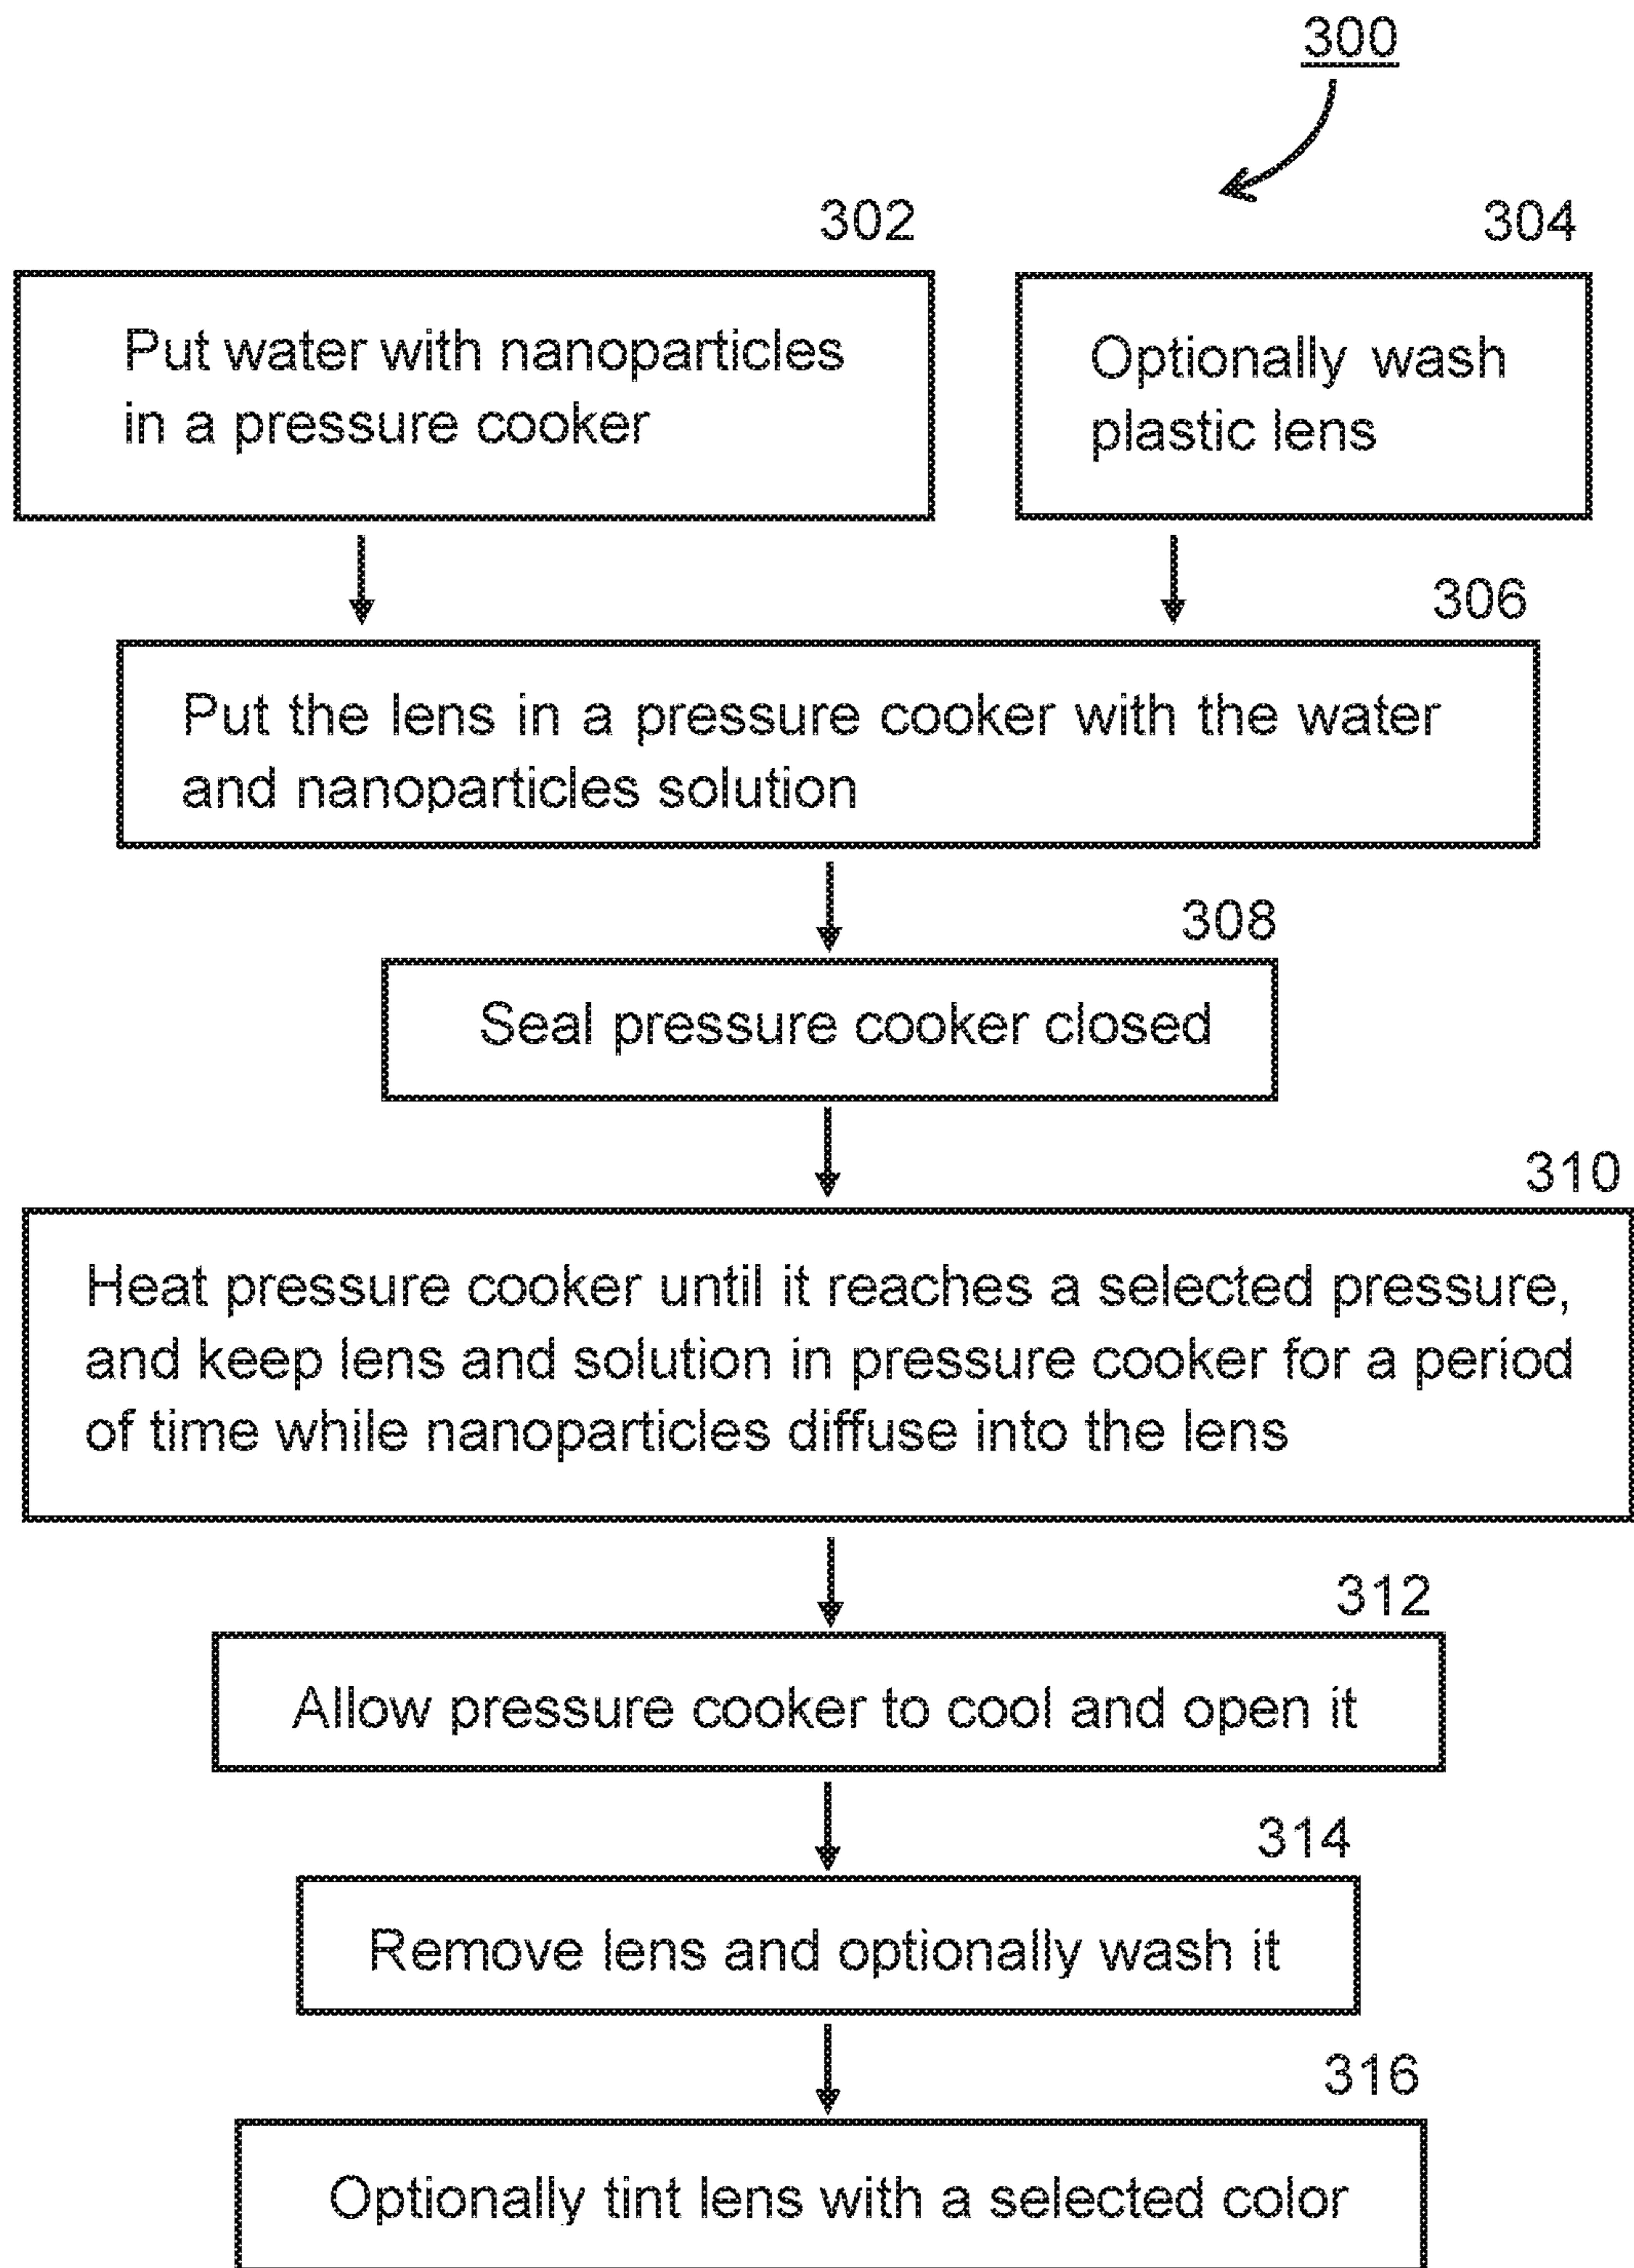 300
302
Put water with nanoparticles
in a pressure cooker
304
Optionally wash
plastic lens
306
Put the lens in a pressure cooker with the water
and nanoparticles solution
308
Seal pressure cooker closed
310
Heat pressure cooker until it reaches a selected pressure,
and keep lens and solution in pressure cooker for a period
of time while nanoparticles diffuse into the lens
312
Allow pressure cooker to cool and open it
314
Remove lens and optionally wash it
316
Optionally tint lens with a selected color